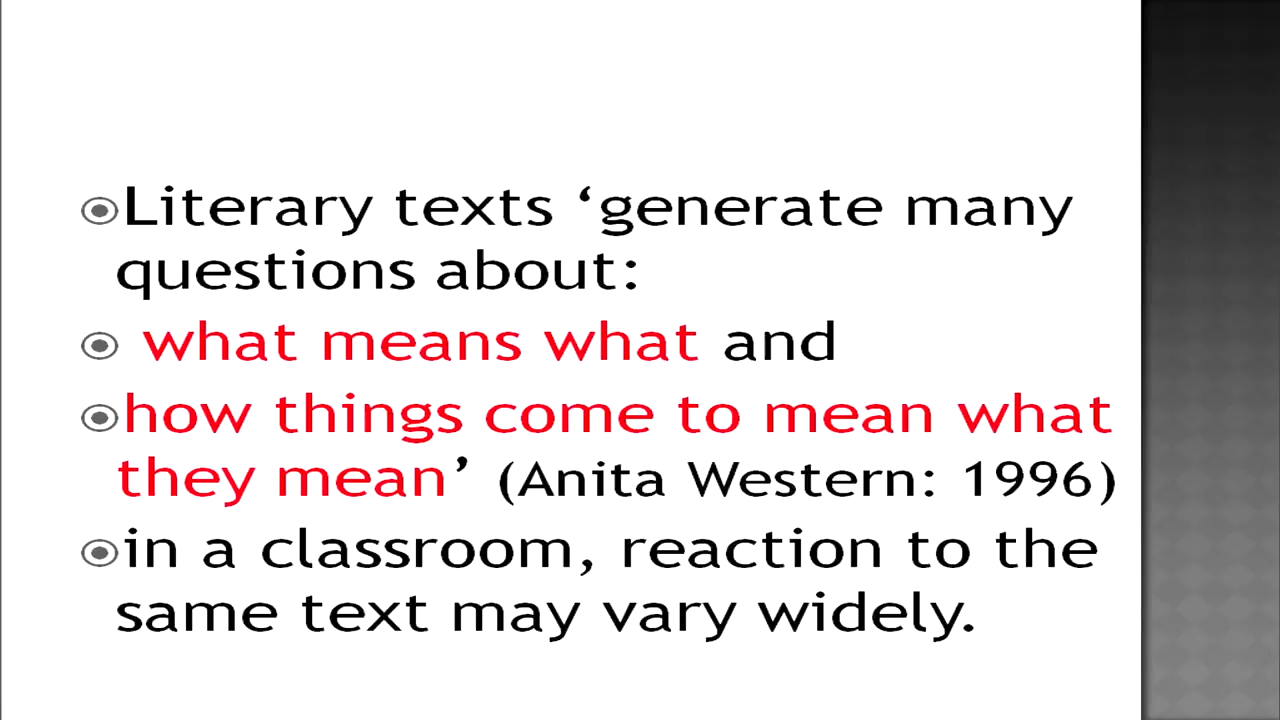 Literary texts ‘generate many
questions about:
what means what and
how things come to mean what
they mean’ (Anita Western: 1996)
in a classroom, reaction to the
same text may vary widely.